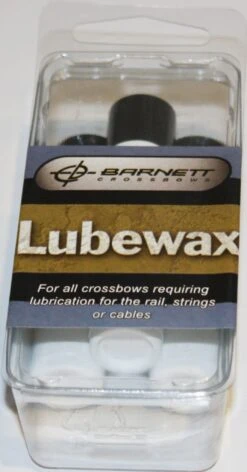 BARNETT
CROSSBOWS
Lubewax
For all crossbows requiring
lubrication for the rail, strings
or cables